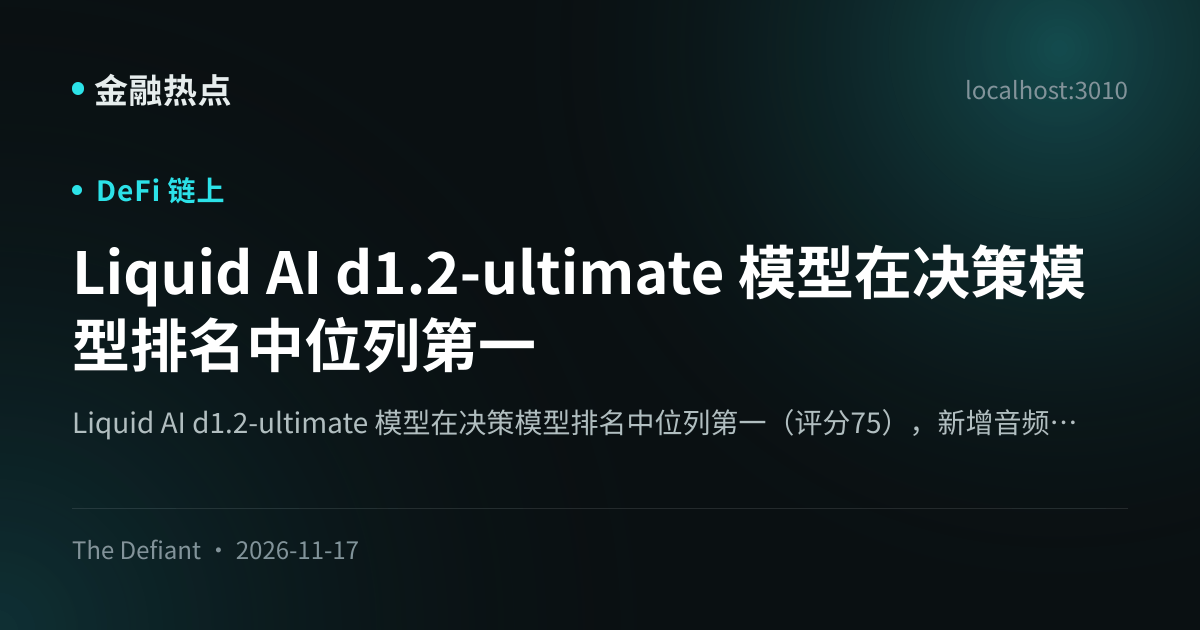 金融热点
localhost:3010
DeFi 链上
Liquid AI d1.2-ultimate 模型在决策模
型排名中位列第一
Liquid AI d1.2-ultimate 模型在决策模型排名中位列第一（评分75），新增音频…
The Defiant · 2026-11-17